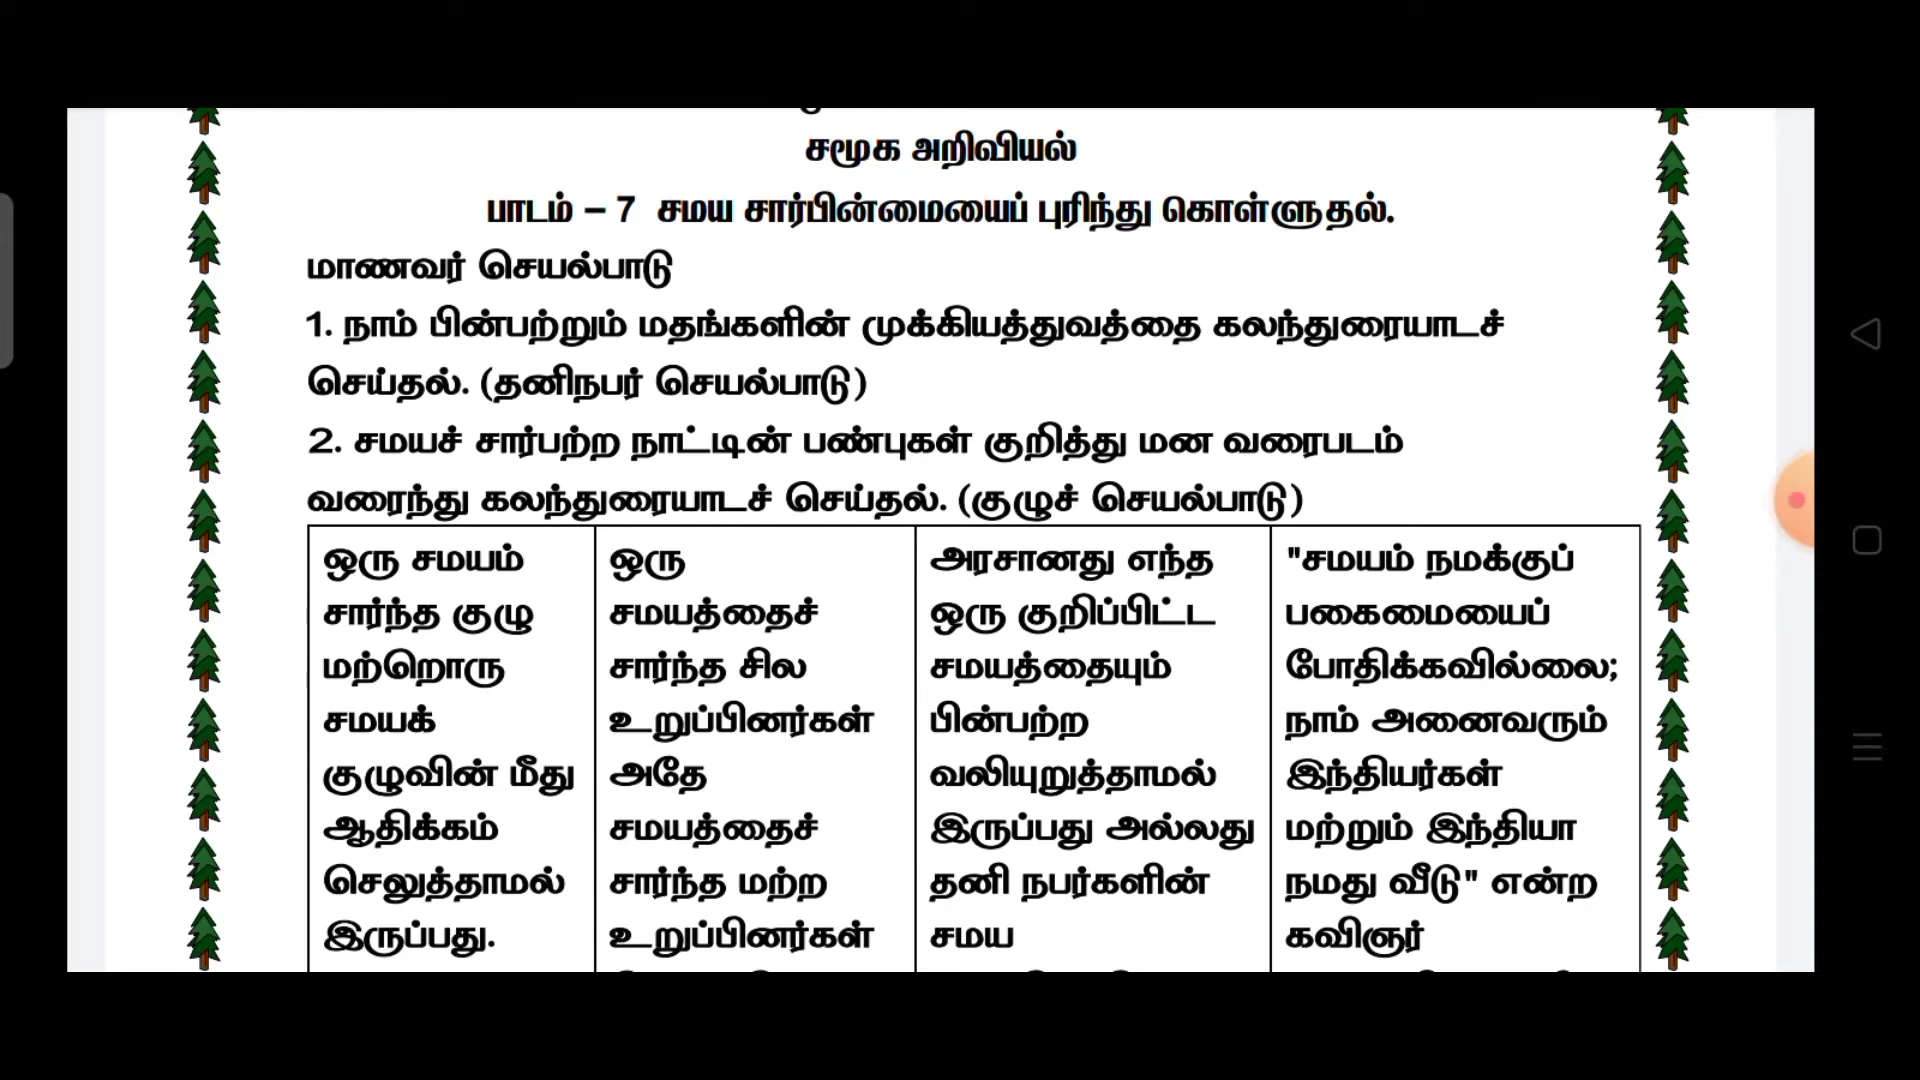 சமூக அறிவியல்
பாடம் – 7 சமய சார்பின்மையைப் புரிந்து கொள்ளுதல்.
மாணவர் செயல்பாடு
1. நாம் பின்பற்றும் மதங்களின் முக்கியத்துவத்தை கலந்துரையாடச்
செய்தல். (தனிநபர் செயல்பாடு)
2. சமயச் சார்பற்ற நாட்டின் பண்புகள் குறித்து மன வரைபடம்
வரைந்து கலந்துரையாடச் செய்தல். (குழுச் செயல்பாடு)
ஒரு சமயம்
சார்ந்த குழு
மற்றொரு
சமயக்
குழுவின் மீது
ஆதிக்கம்
செலுத்தாமல்
இருப்பது.
ஒரு
சமயத்தைச்
சார்ந்த சில
உறுப்பினர்கள்
அதே
சமயத்தைச்
சார்ந்த மற்ற
உறுப்பினர்கள்
அரசானது எந்த
ஒரு குறிப்பிட்ட
சமயத்தையும்
பின்பற்ற
வலியுறுத்தாமல்
இருப்பது அல்லது
தனி நபர்களின்
சமய
"சமயம் நமக்குப்
பகைமையைப்
போதிக்கவில்லை;
நாம் அனைவரும்
இந்தியர்கள்
மற்றும் இந்தியா
நமது வீடு" என்ற
கவிஞர்